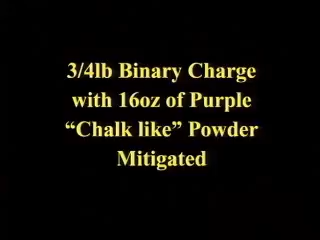 3/4lb Binary Charge
with 16oz of Purple
“Chalk like” Powder
Mitigated